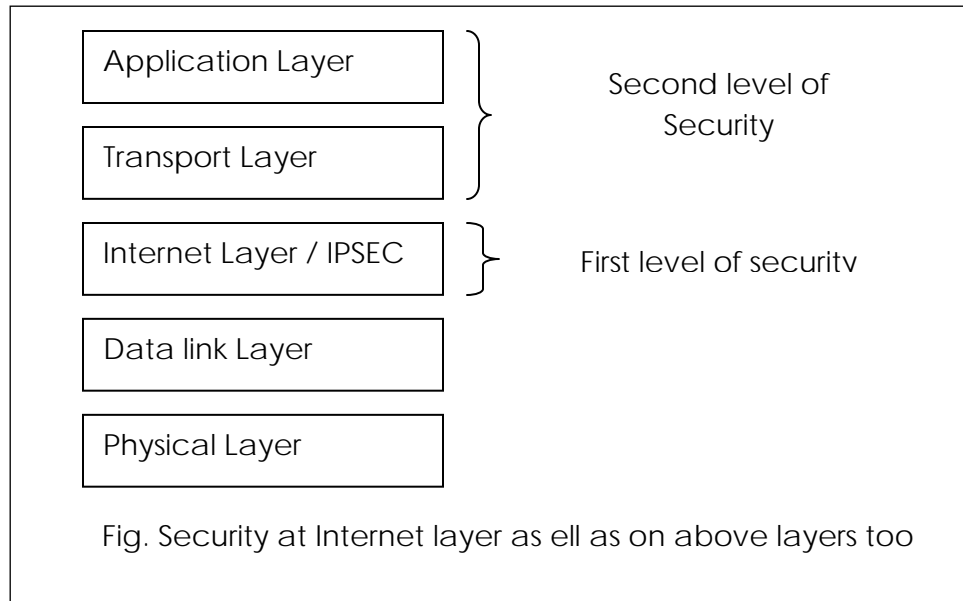 Application Layer
Second level of
Security
Transport Layer
Internet Layer / IPSEC
First level of security
Data link Layer
Physical Layer
Fig. Security at Internet layer as ell as on above layers too